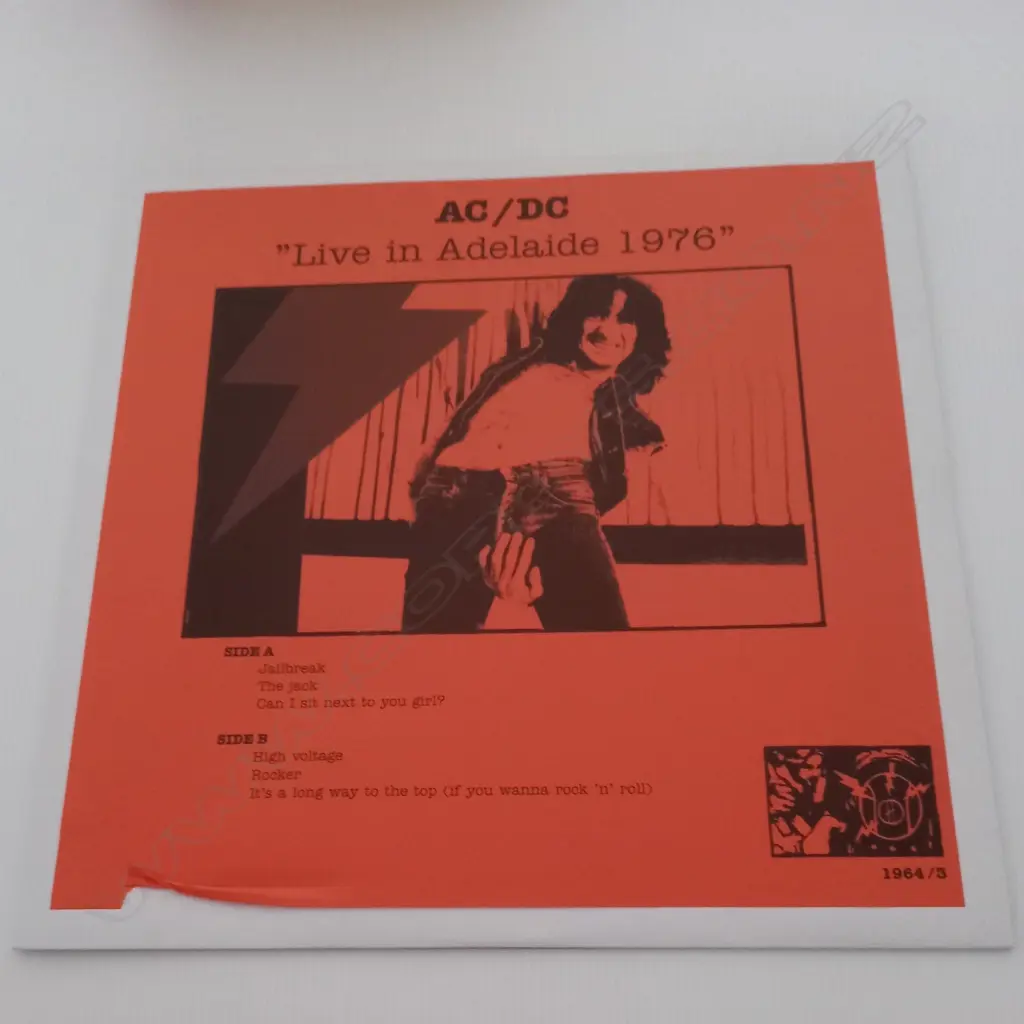 AC/DC
"Live in Adelaide 1976"
SIDE A
Jailbreak
The jack
Can I sit next to you girl?
SIDE B
High voltage
Rocker
It's a long way to the top (if you wanna rock 'n' roll)
1964/3